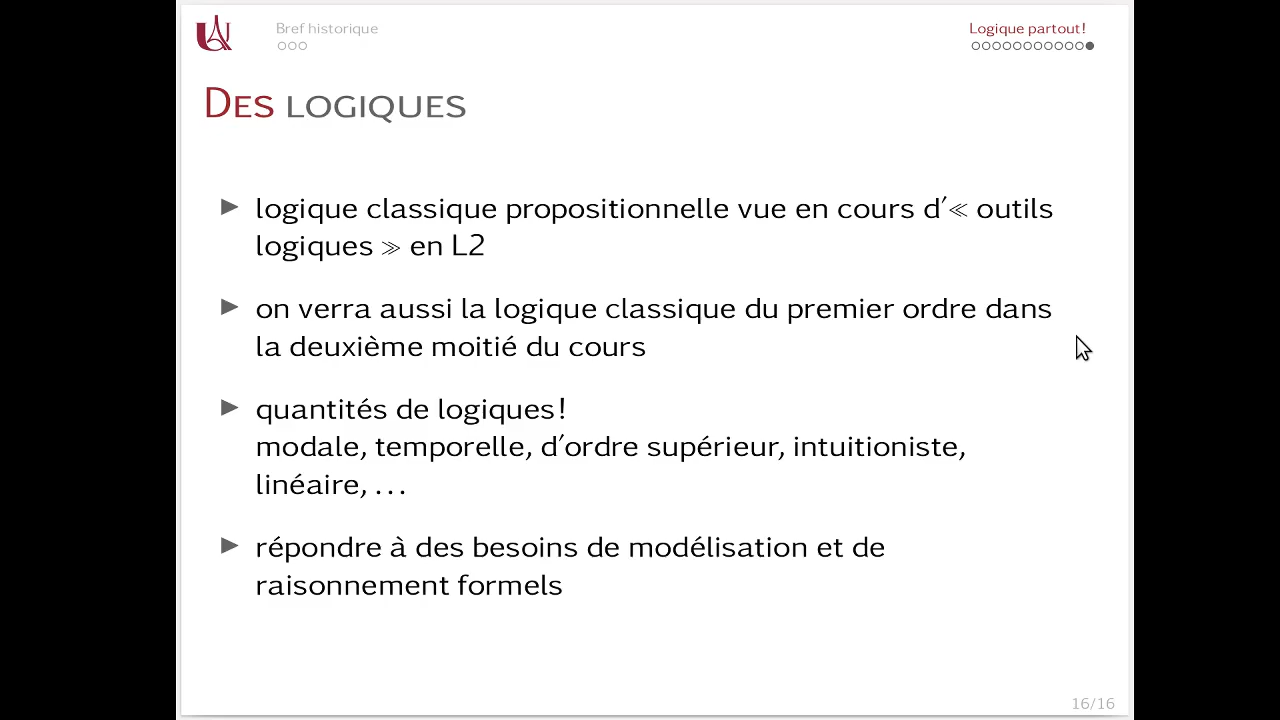 Bref historique
Logique partout!
DES LOGIQUES
logique classique propositionnelle vue en cours d'≪ outils
logiques ≫ en L2
on verra aussi la logique classique du premier ordre dans
la deuxième moitié du cours
quantités de logiques!
modale, temporelle, d'ordre supérieur, intuitioniste,
linéaire, ...
répondre à des besoins de modélisation et de
raisonnement formels
16/16